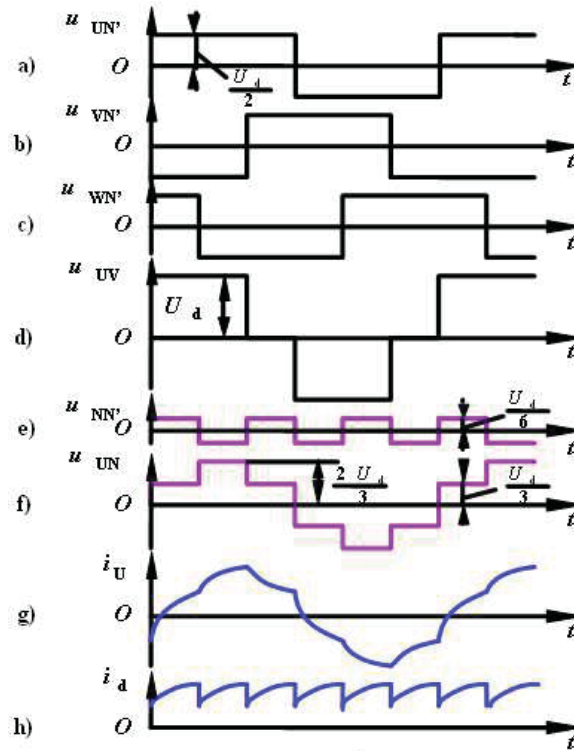 u UN'
a)
O
U d
2
t
u VN'
b)
O
t
u WN'
c)
O
t
u UV
U d
d)
O
t
u NN'
e)
O
U d
6
t
u UN
2 U d
3
U d
3
f)
O
t
i U
g)
O
t
i d
h)
O
t